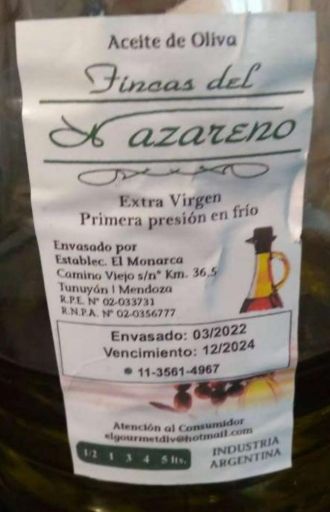 Aceite de Oliva
Fincas del
Nazareno
Extra Virgen
Primera presión en frío
Envasado por
Establec. El Monarca
Camino Viejo s/n° Km. 36,5
Tunuyán | Mendoza
R.P.E. N° 02-033731
R.N.P.A. N° 02-0356777
Envasado: 03/2022
Vencimiento: 12/2024
11-3561-4967
Atención al Consumidor
elgourmetdlv@hotmail.com
1/2 1 3 4 5 lts.
INDUSTRIA
ARGENTINA